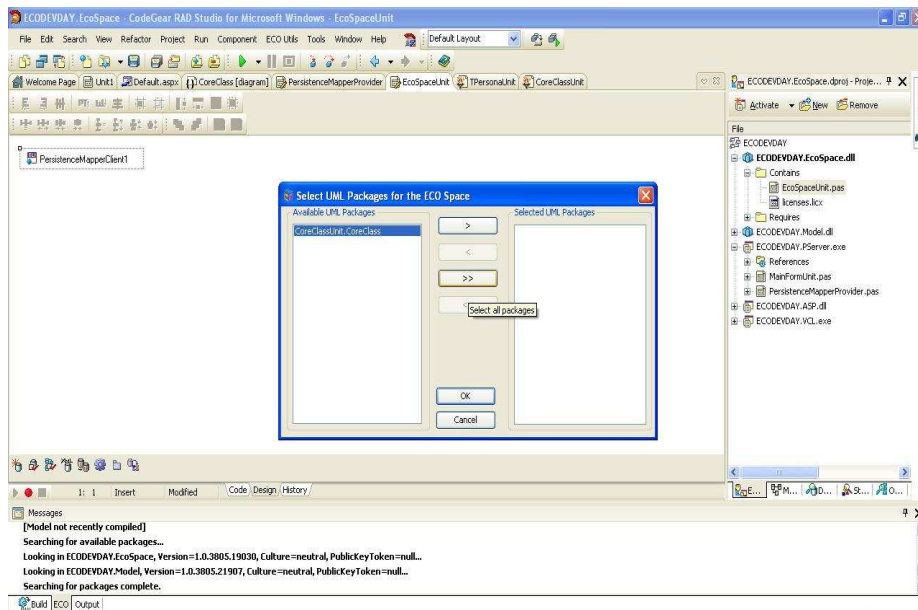 ECODEVDAY.EcoSpace - CodeGear RAD Studio for Microsoft Windows - EcoSpaceUnit
File Edit Search View Refactor Project Run Component ECO Utils Tools Window Help Default Layout
Welcome Page Unit1 Default.aspx CoreClass [diagram] PersistenceMapperProvider EcoSpaceUnit TPersonaUnit CoreClassUnit
PersistenceMapperClient1
Select UML Packages for the ECO Space
Available UML Packages
CoreClassUnit.CoreClass
>
<
>>
Select all packages
OK
Cancel
Selected UML Packages
ECODEVDAY.EcoSpace.dproj - Proje...
Activate New Remove
File
ECODEVDAY
ECODEVDAY.EcoSpace.dll
Contains
EcoSpaceUnit.pas
licenses.licx
Requires
ECODEVDAY.Model.dll
ECODEVDAY.PServer.exe
References
MainFormUnit.pas
PersistenceMapperProvider.pas
ECODEVDAY.ASP.dll
ECODEVDAY.VCL.exe
E... M... D... St... O...
1: 1 Insert Modified Code Design History
Messages
[Model not recently compiled]
Searching for available packages...
Looking in ECODEVDAY.EcoSpace, Version=1.0.3805.19030, Culture=neutral, PublicKeyToken=null...
Looking in ECODEVDAY.Model, Version=1.0.3805.21907, Culture=neutral, PublicKeyToken=null...
Searching for packages complete.
Build ECO Output